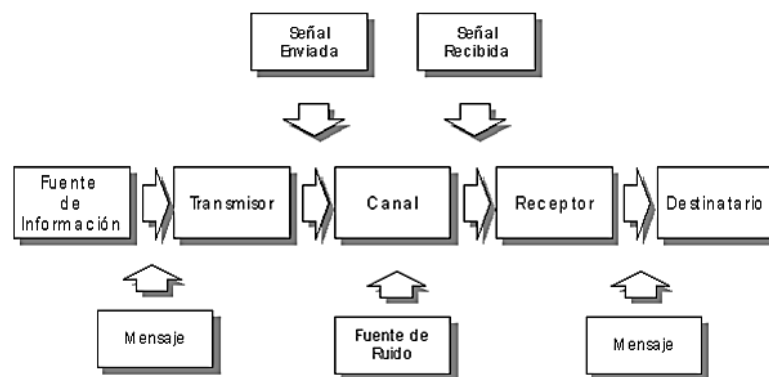 Señal
Enviada
Señal
Recibida
Fuente
de
Información
Transmisor
Canal
Receptor
Destinatario
Mensaje
Fuente de
Ruido
Mensaje